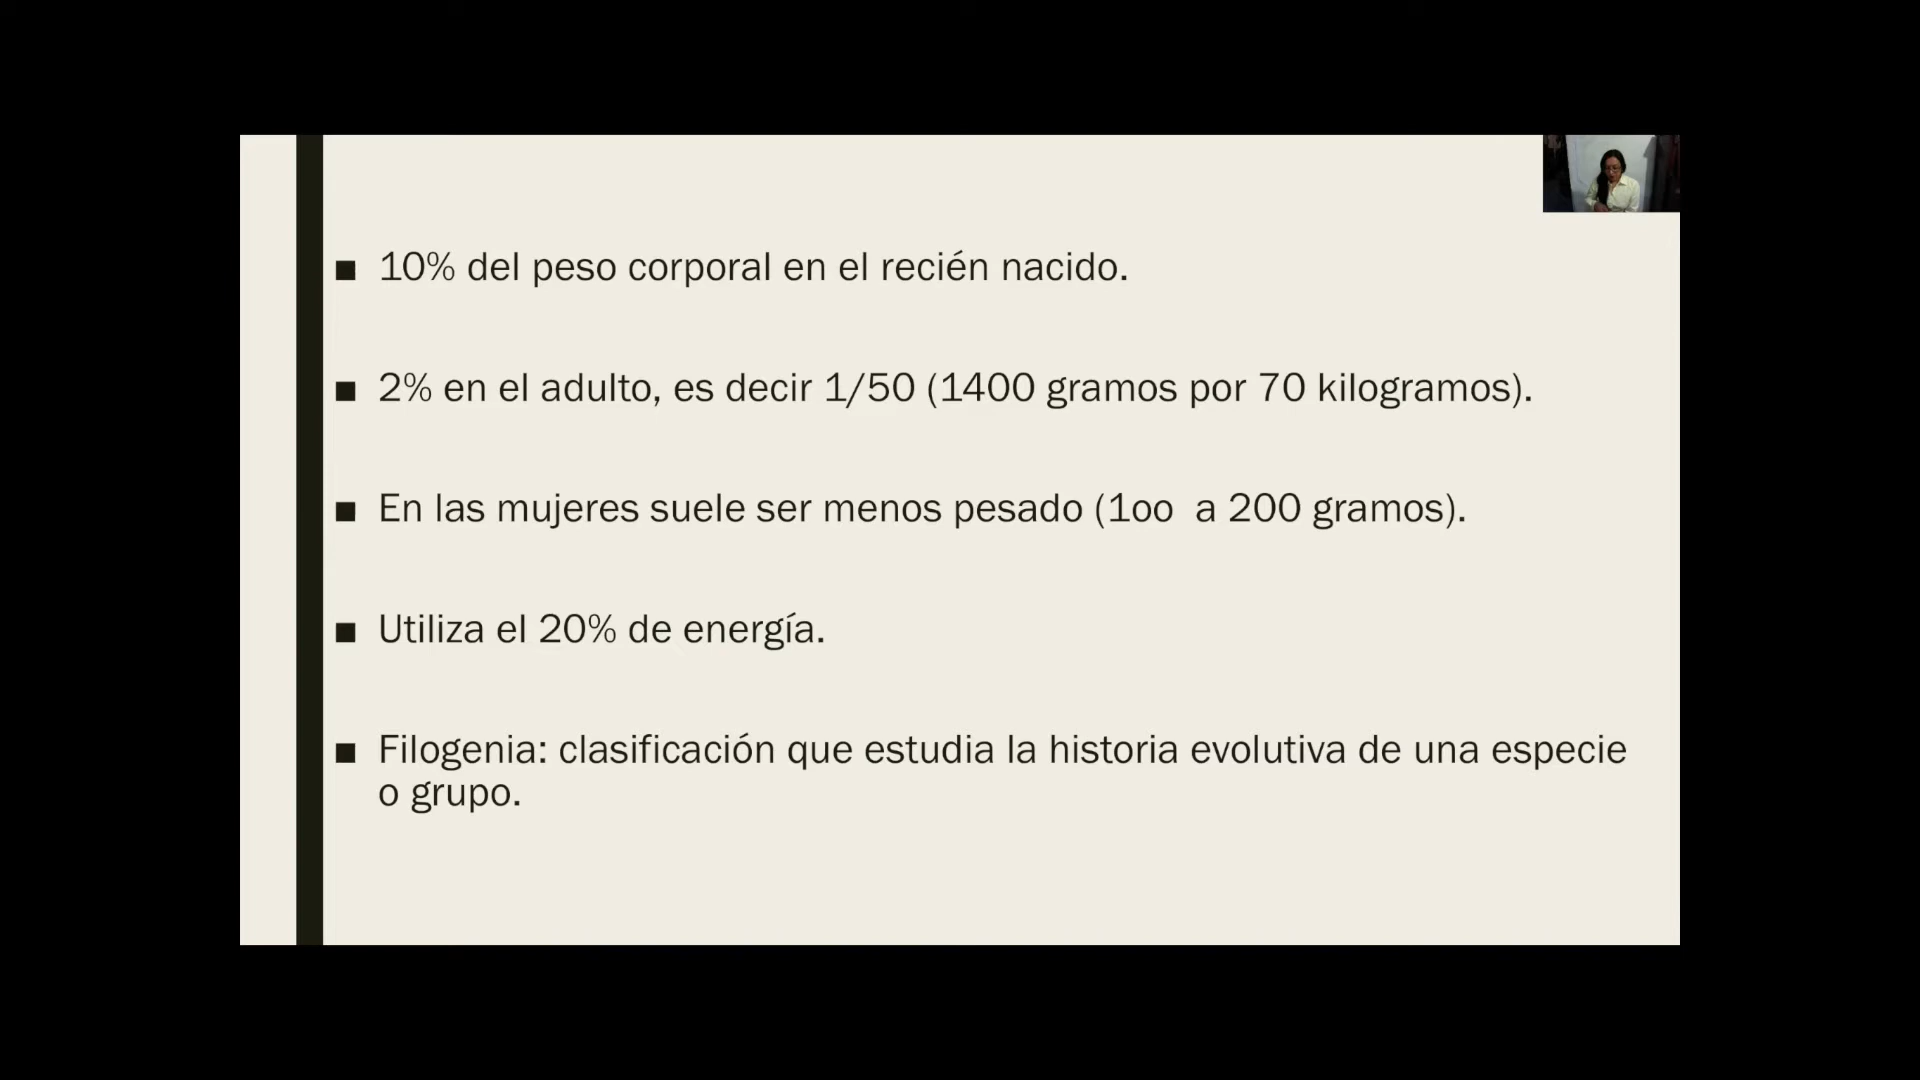 10% del peso corporal en el recién nacido.
2% en el adulto, es decir 1/50 (1400 gramos por 70 kilogramos).
En las mujeres suele ser menos pesado (1oo  a 200 gramos).
Utiliza el 20% de energía.
Filogenia: clasificación que estudia la historia evolutiva de una especie
o grupo.